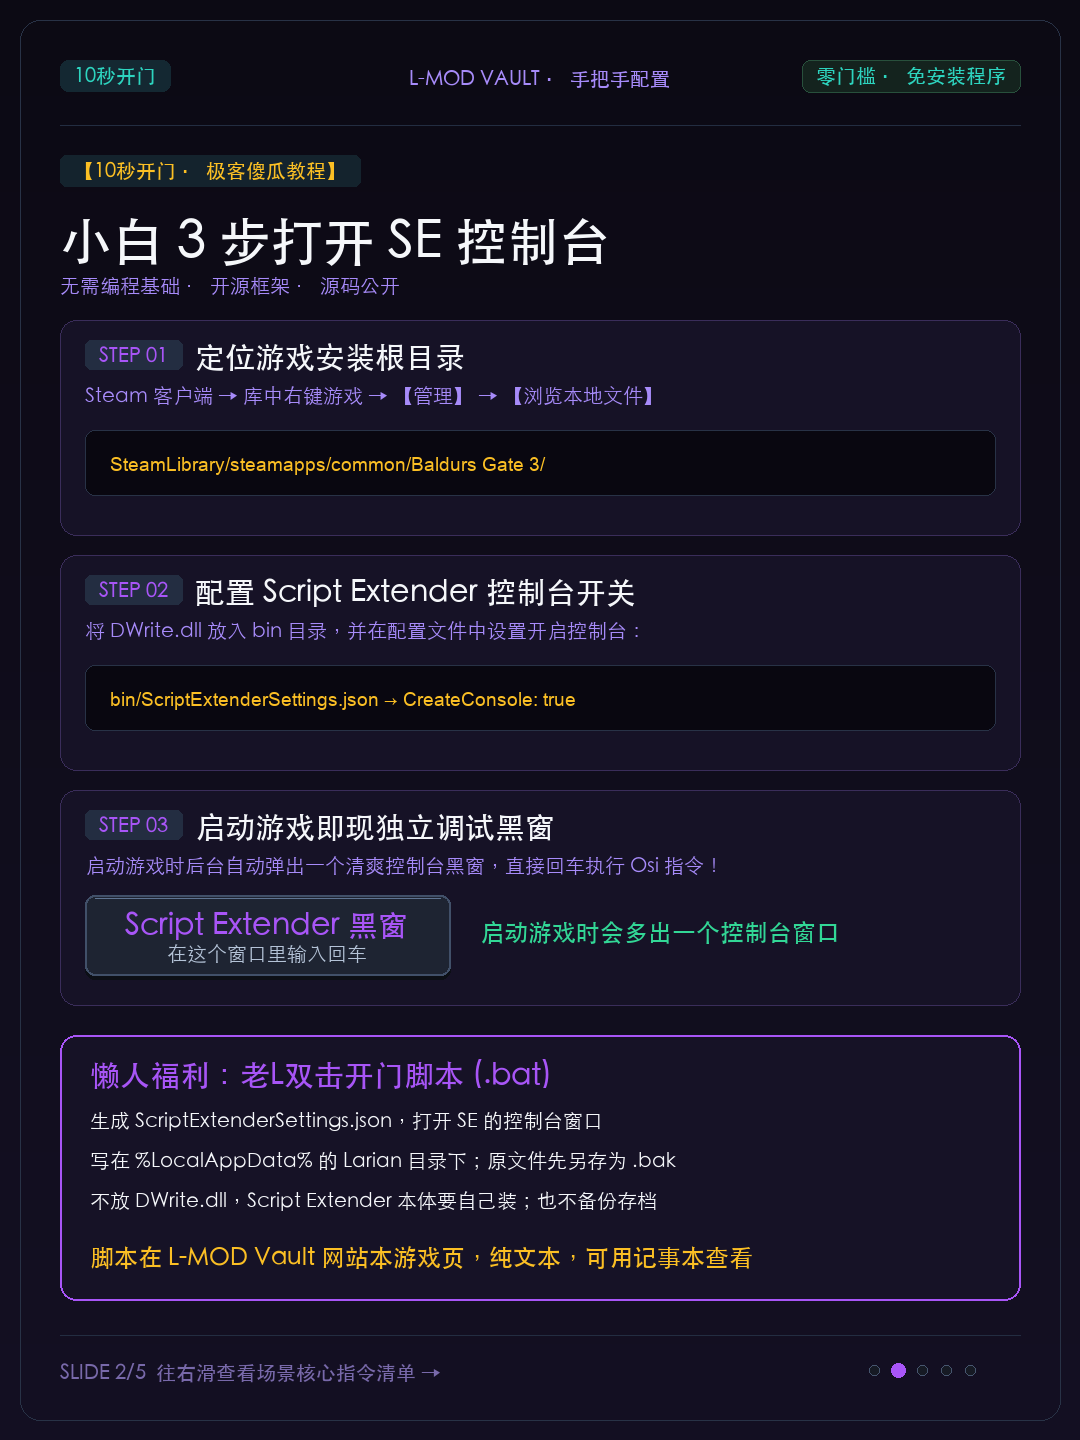 10秒开门
L-MOD VAULT · 手把手配置
零门槛 · 免安装程序
【10秒开门 · 极客傻瓜教程】
小白 3 步打开 SE 控制台
无需编程基础 · 开源框架 · 源码公开
STEP 01 定位游戏安装根目录
Steam 客户端 → 库中右键游戏 → 【管理】 → 【浏览本地文件】
SteamLibrary/steamapps/common/Baldurs Gate 3/
STEP 02 配置 Script Extender 控制台开关
将 DWrite.dll 放入 bin 目录，并在配置文件中设置开启控制台：
bin/ScriptExtenderSettings.json → CreateConsole: true
STEP 03 启动游戏即现独立调试黑窗
启动游戏时后台自动弹出一个清爽控制台黑窗，直接回车执行 Osi 指令！
Script Extender 黑窗
在这个窗口里输入回车
启动游戏时会多出一个控制台窗口
懒人福利：老L双击开门脚本 (.bat)
生成 ScriptExtenderSettings.json，打开 SE 的控制台窗口
写在 %LocalAppData% 的 Larian 目录下；原文件先另存为 .bak
不放 DWrite.dll，Script Extender 本体要自己装；也不备份存档
脚本在 L-MOD Vault 网站本游戏页，纯文本，可用记事本查看
SLIDE 2/5 往右滑查看场景核心指令清单 →